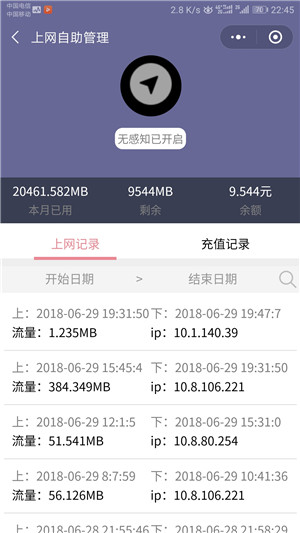 中国电信
中国移动
2.8 K/s
22:45
上网自助管理
无感知已开启
20461.582MB 9544MB 9.544元
本月已用 剩余 余额
上网记录 充值记录
开始日期 > 结束日期
上：2018-06-29 19:31:50 下：2018-06-29 19:47:7
流量：1.235MB ip：10.1.140.39
上：2018-06-29 15:45:4 下：2018-06-29 19:31:50
流量：384.349MB ip：10.8.106.221
上：2018-06-29 12:1:5 下：2018-06-29 15:31:0
流量：51.541MB ip：10.8.80.254
上：2018-06-29 8:7:59 下：2018-06-29 10:41:36
流量：56.126MB ip：10.8.106.221
上：2018-06-28 21:55:46 下：2018-06-28 21:58:29